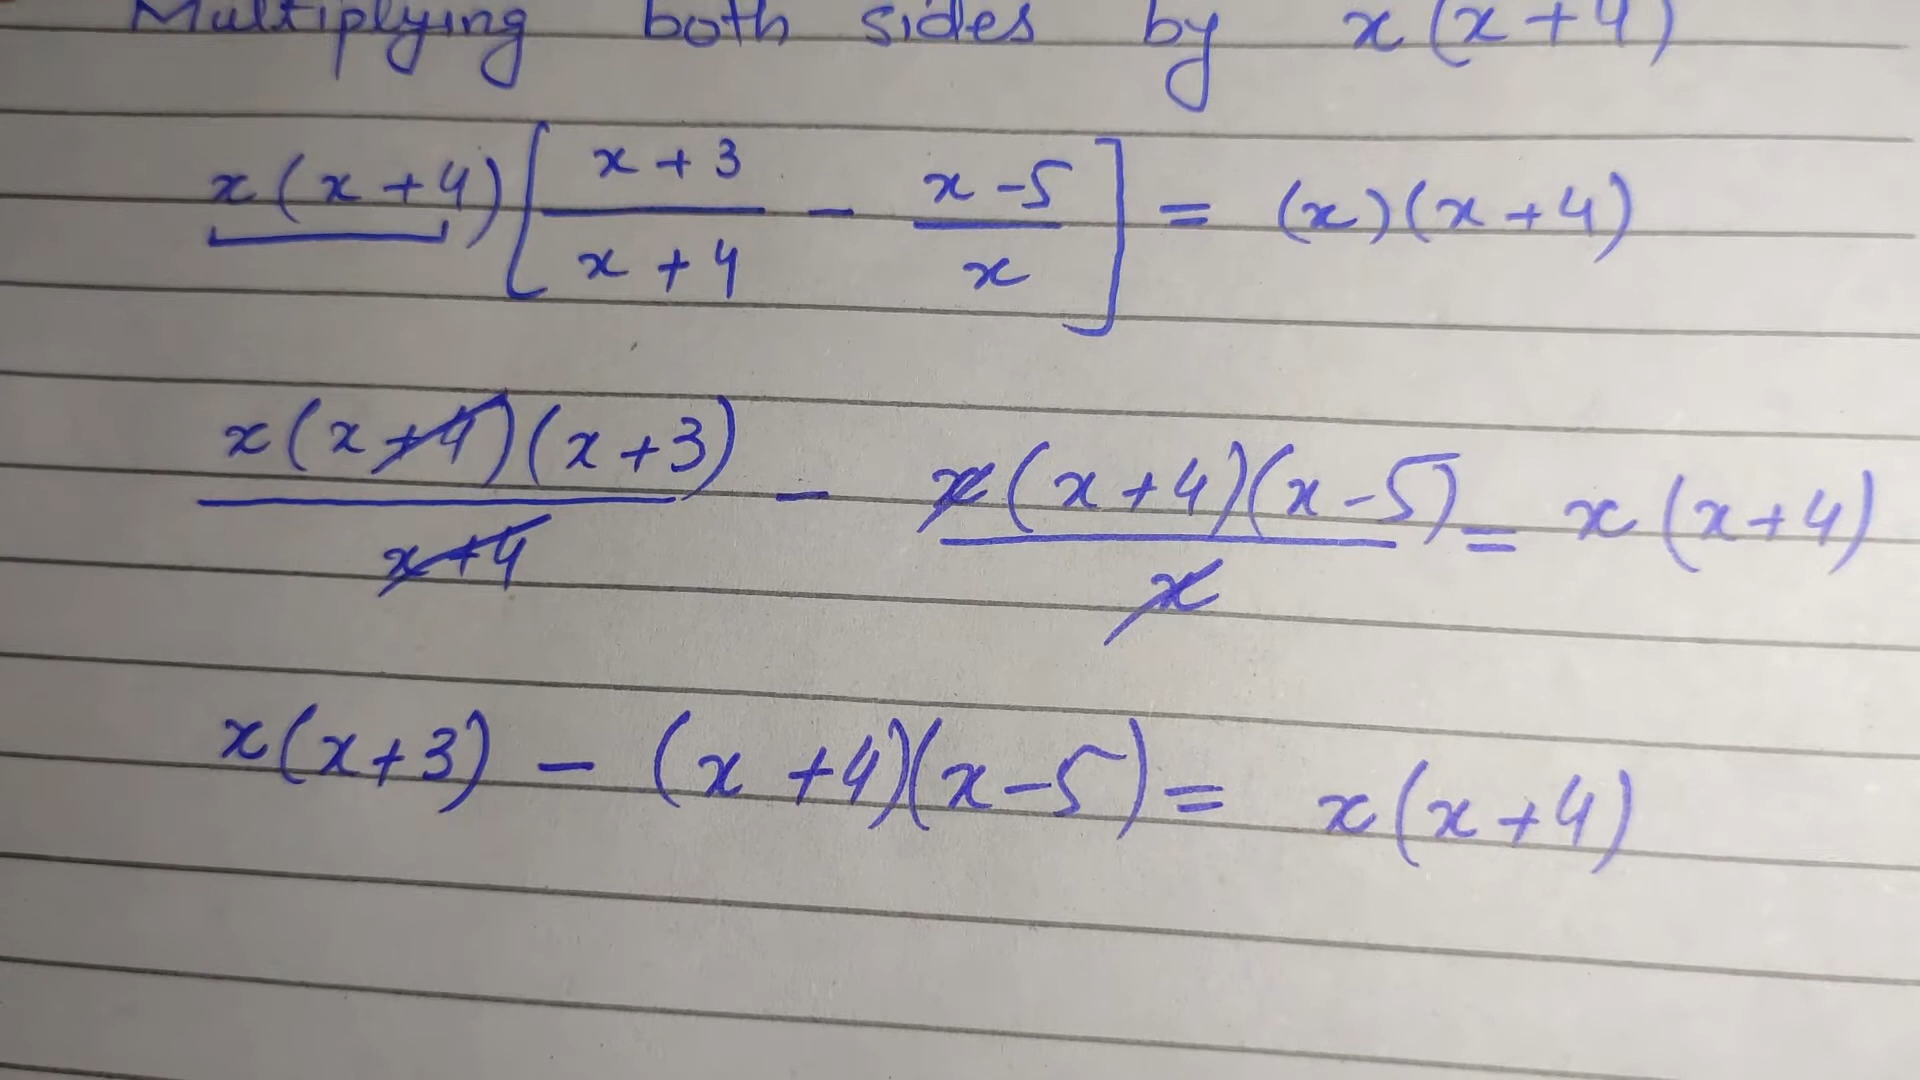 Multiplying both sides by x(x+4)
x(x+4)[(x+3)/(x+4) - (x-5)/x] = (x)(x+4)
x(x+4)(x+3)/(x+4) - x(x+4)(x-5)/x = x(x+4)
x(x+3) - (x+4)(x-5) = x(x+4)